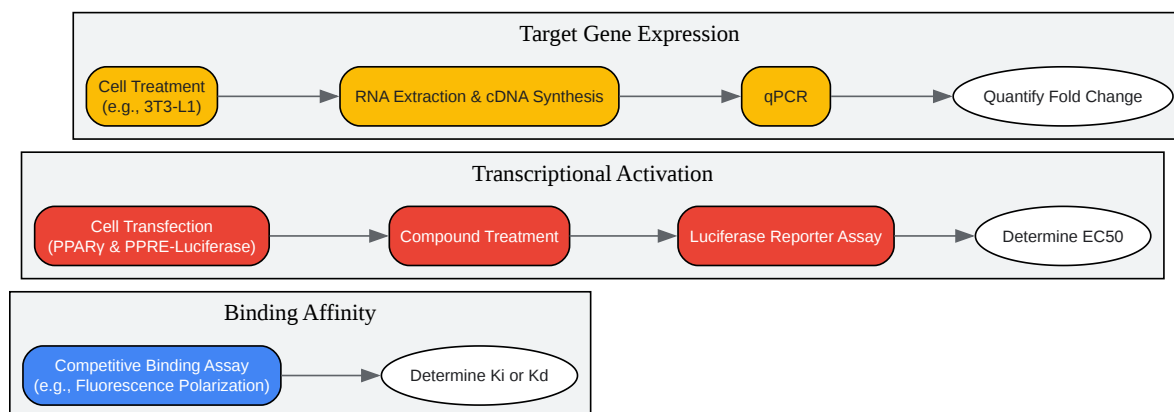 Target Gene Expression
Cell Treatment
(e.g., 3T3-L1)
RNA Extraction & cDNA Synthesis
qPCR
Quantify Fold Change
Transcriptional Activation
Cell Transfection
(PPARγ & PPRE-Luciferase)
Compound Treatment
Luciferase Reporter Assay
Determine EC50
Binding Affinity
Competitive Binding Assay
(e.g., Fluorescence Polarization)
Determine Ki or Kd